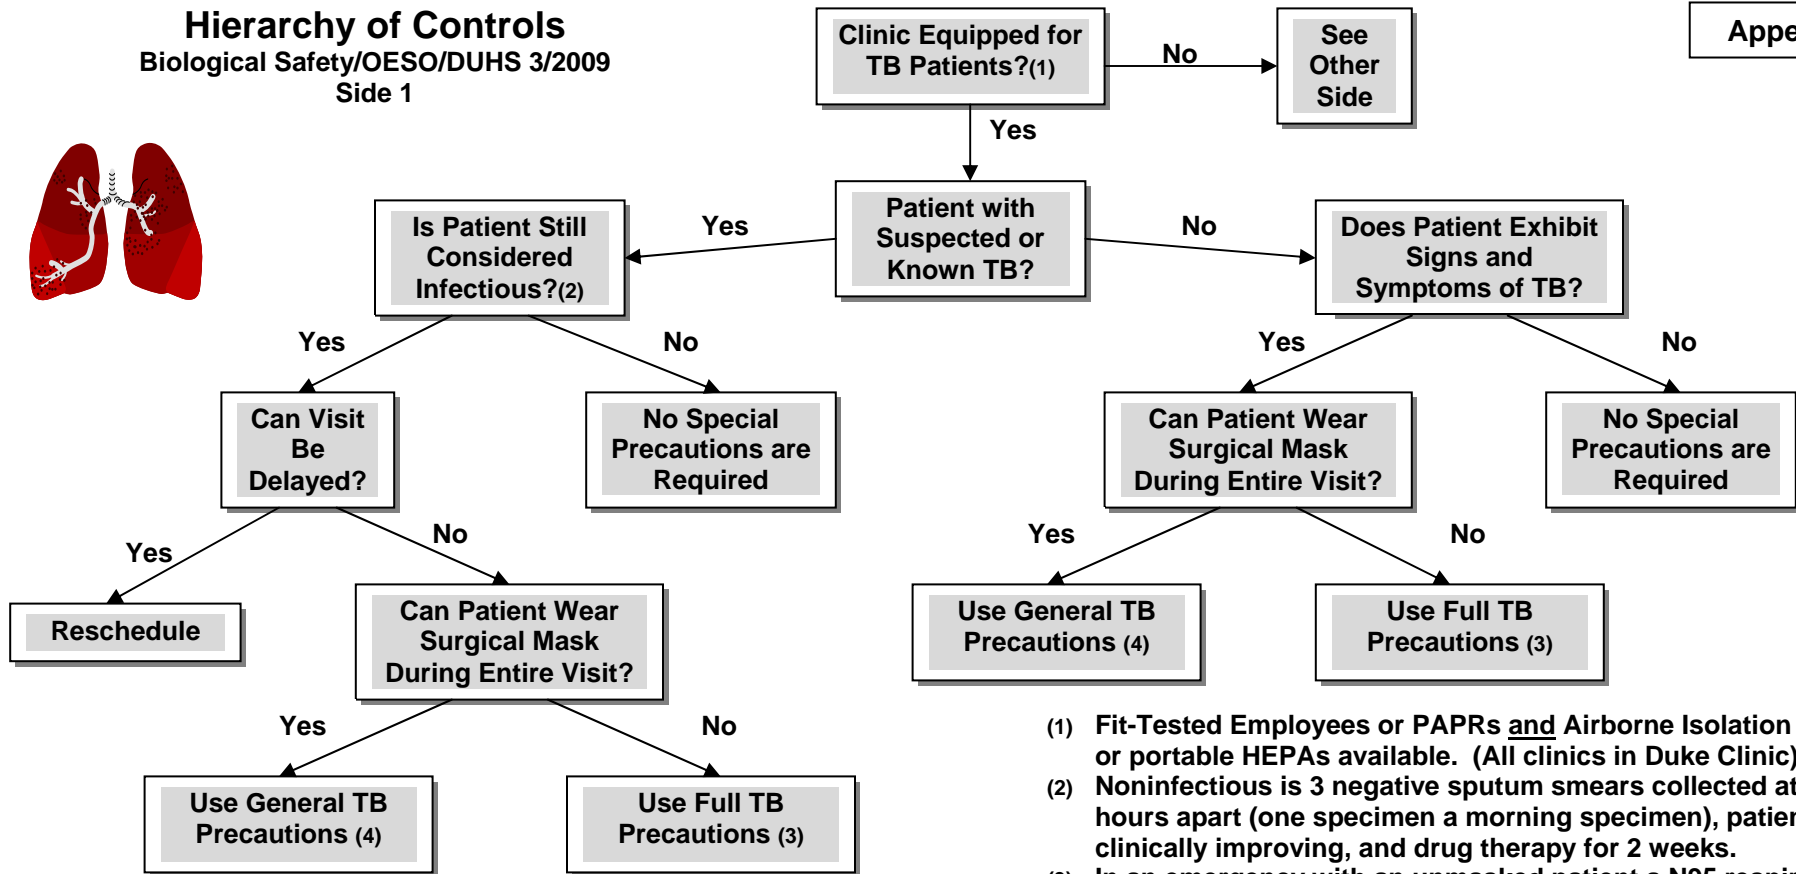 Hierarchy of Controls
Biological Safety/OESO/DUHS 3/2009
Side 1
Clinic Equipped for
TB Patients?(1)
No
See
Other
Side
Yes
Patient with
Suspected or
Known TB?
Yes
No
Is Patient Still
Considered
Infectious?(2)
Does Patient Exhibit
Signs and
Symptoms of TB?
Yes
No
Yes
No
Can Visit
Be
Delayed?
No Special
Precautions are
Required
Can Patient Wear
Surgical Mask
During Entire Visit?
No Special
Precautions are
Required
Yes
No
Yes
No
Reschedule
Can Patient Wear
Surgical Mask
During Entire Visit?
Use General TB
Precautions (4)
Use Full TB
Precautions (3)
Yes
No
Use General TB
Precautions (4)
Use Full TB
Precautions (3)
(1) Fit-Tested Employees or PAPRs and Airborne Isolation
or portable HEPAs available. (All clinics in Duke Clinic)
(2) Noninfectious is 3 negative sputum smears collected at
hours apart (one specimen a morning specimen), patien
clinically improving, and drug therapy for 2 weeks.